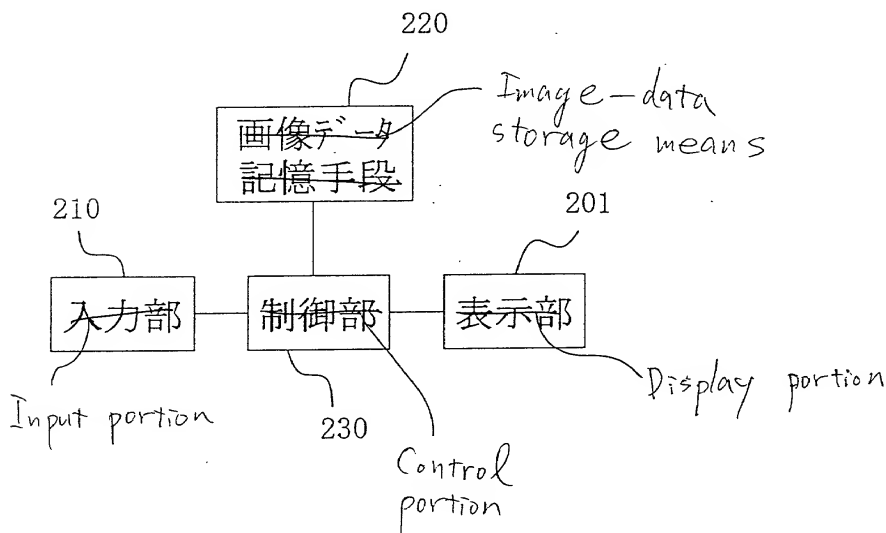 220
Image-data
storage means
画像データ
記憶手段
210
201
入力部
制御部
表示部
Input portion
230
Display portion
Control
portion